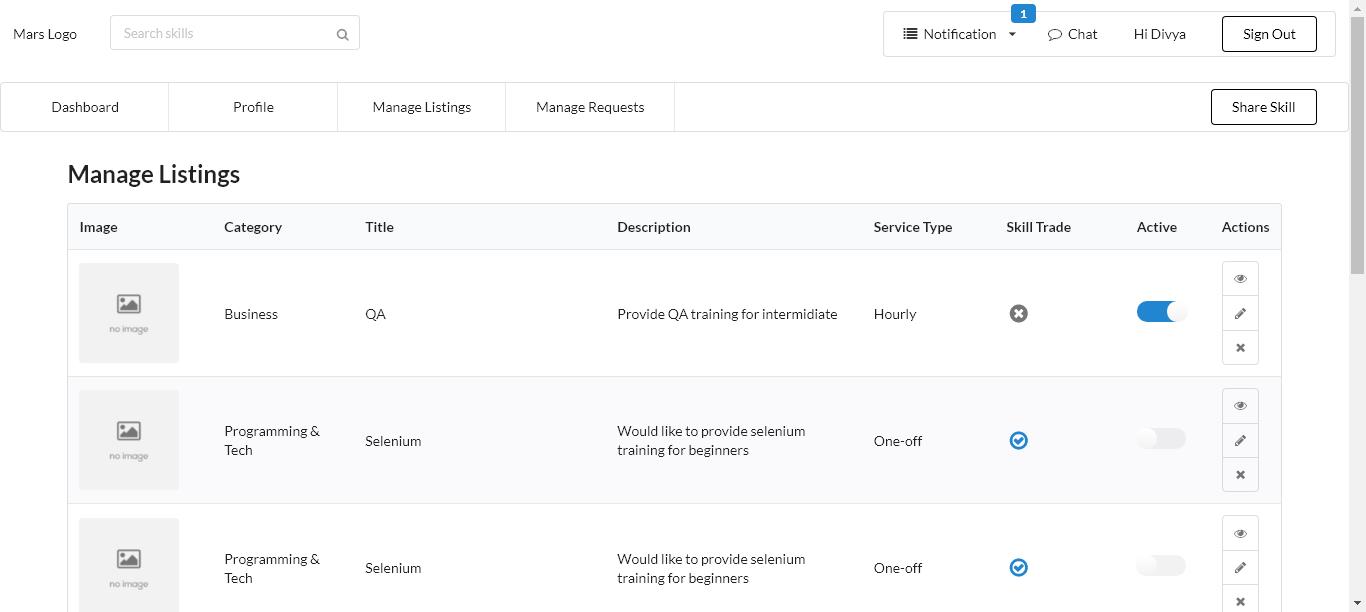 1
Mars Logo
Search skills
Notification
Chat
Hi Divya
Sign Out
Dashboard
Profile
Manage Listings
Manage Requests
Share Skill
Manage Listings
Image
Category
Title
Description
Service Type
Skill Trade
Active
Actions
no image
Business
QA
Provide QA training for intermidiate
Hourly
no image
Programming &
Tech
Selenium
Would like to provide selenium
training for beginners
One-off
no image
Programming &
Tech
Selenium
Would like to provide selenium
training for beginners
One-off